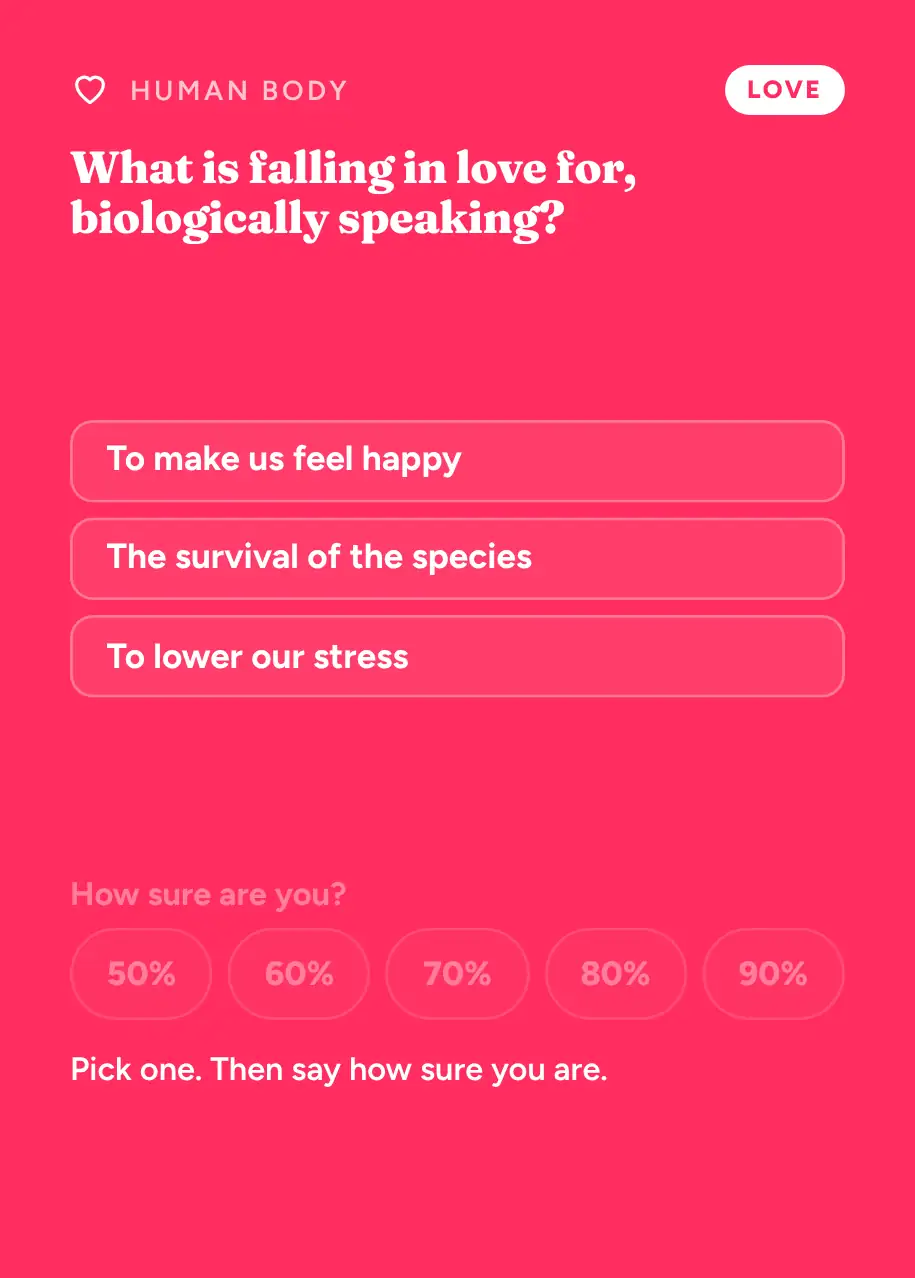 HUMAN BODY
LOVE
What is falling in love for,
biologically speaking?
To make us feel happy
The survival of the species
To lower our stress
How sure are you?
50%
60%
70%
80%
90%
Pick one. Then say how sure you are.